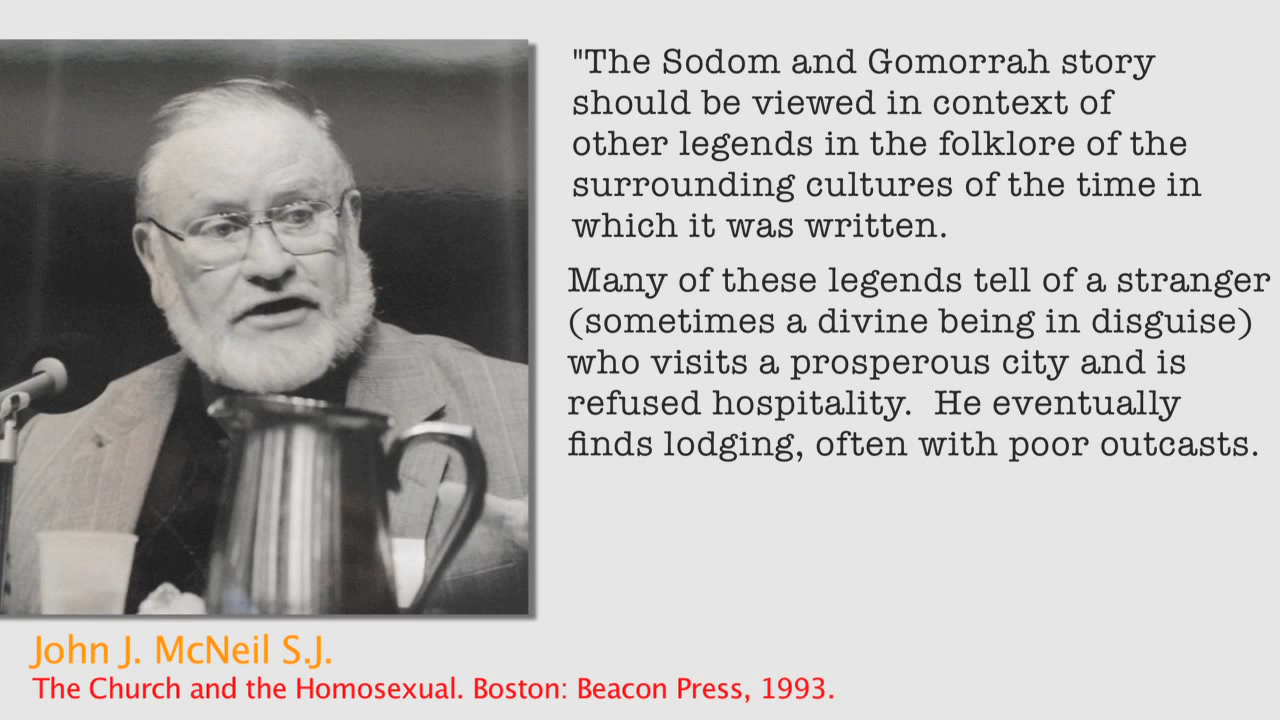 "The Sodom and Gomorrah story
should be viewed in context of
other legends in the folklore of the
surrounding cultures of the time in
which it was written.
Many of these legends tell of a stranger
(sometimes a divine being in disguise)
who visits a prosperous city and is
refused hospitality.  He eventually
finds lodging, often with poor outcasts.
John J. McNeil S.J.
The Church and the Homosexual. Boston: Beacon Press, 1993.